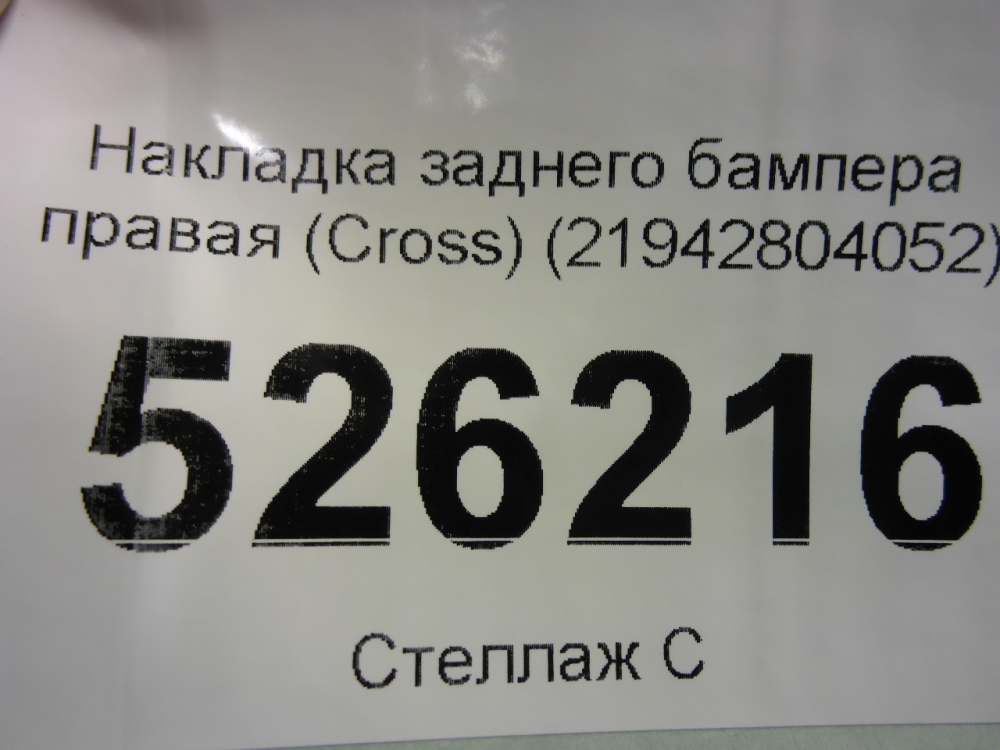 Накладка заднего бампера
правая (Cross) (21942804052)
526216
Стеллаж С